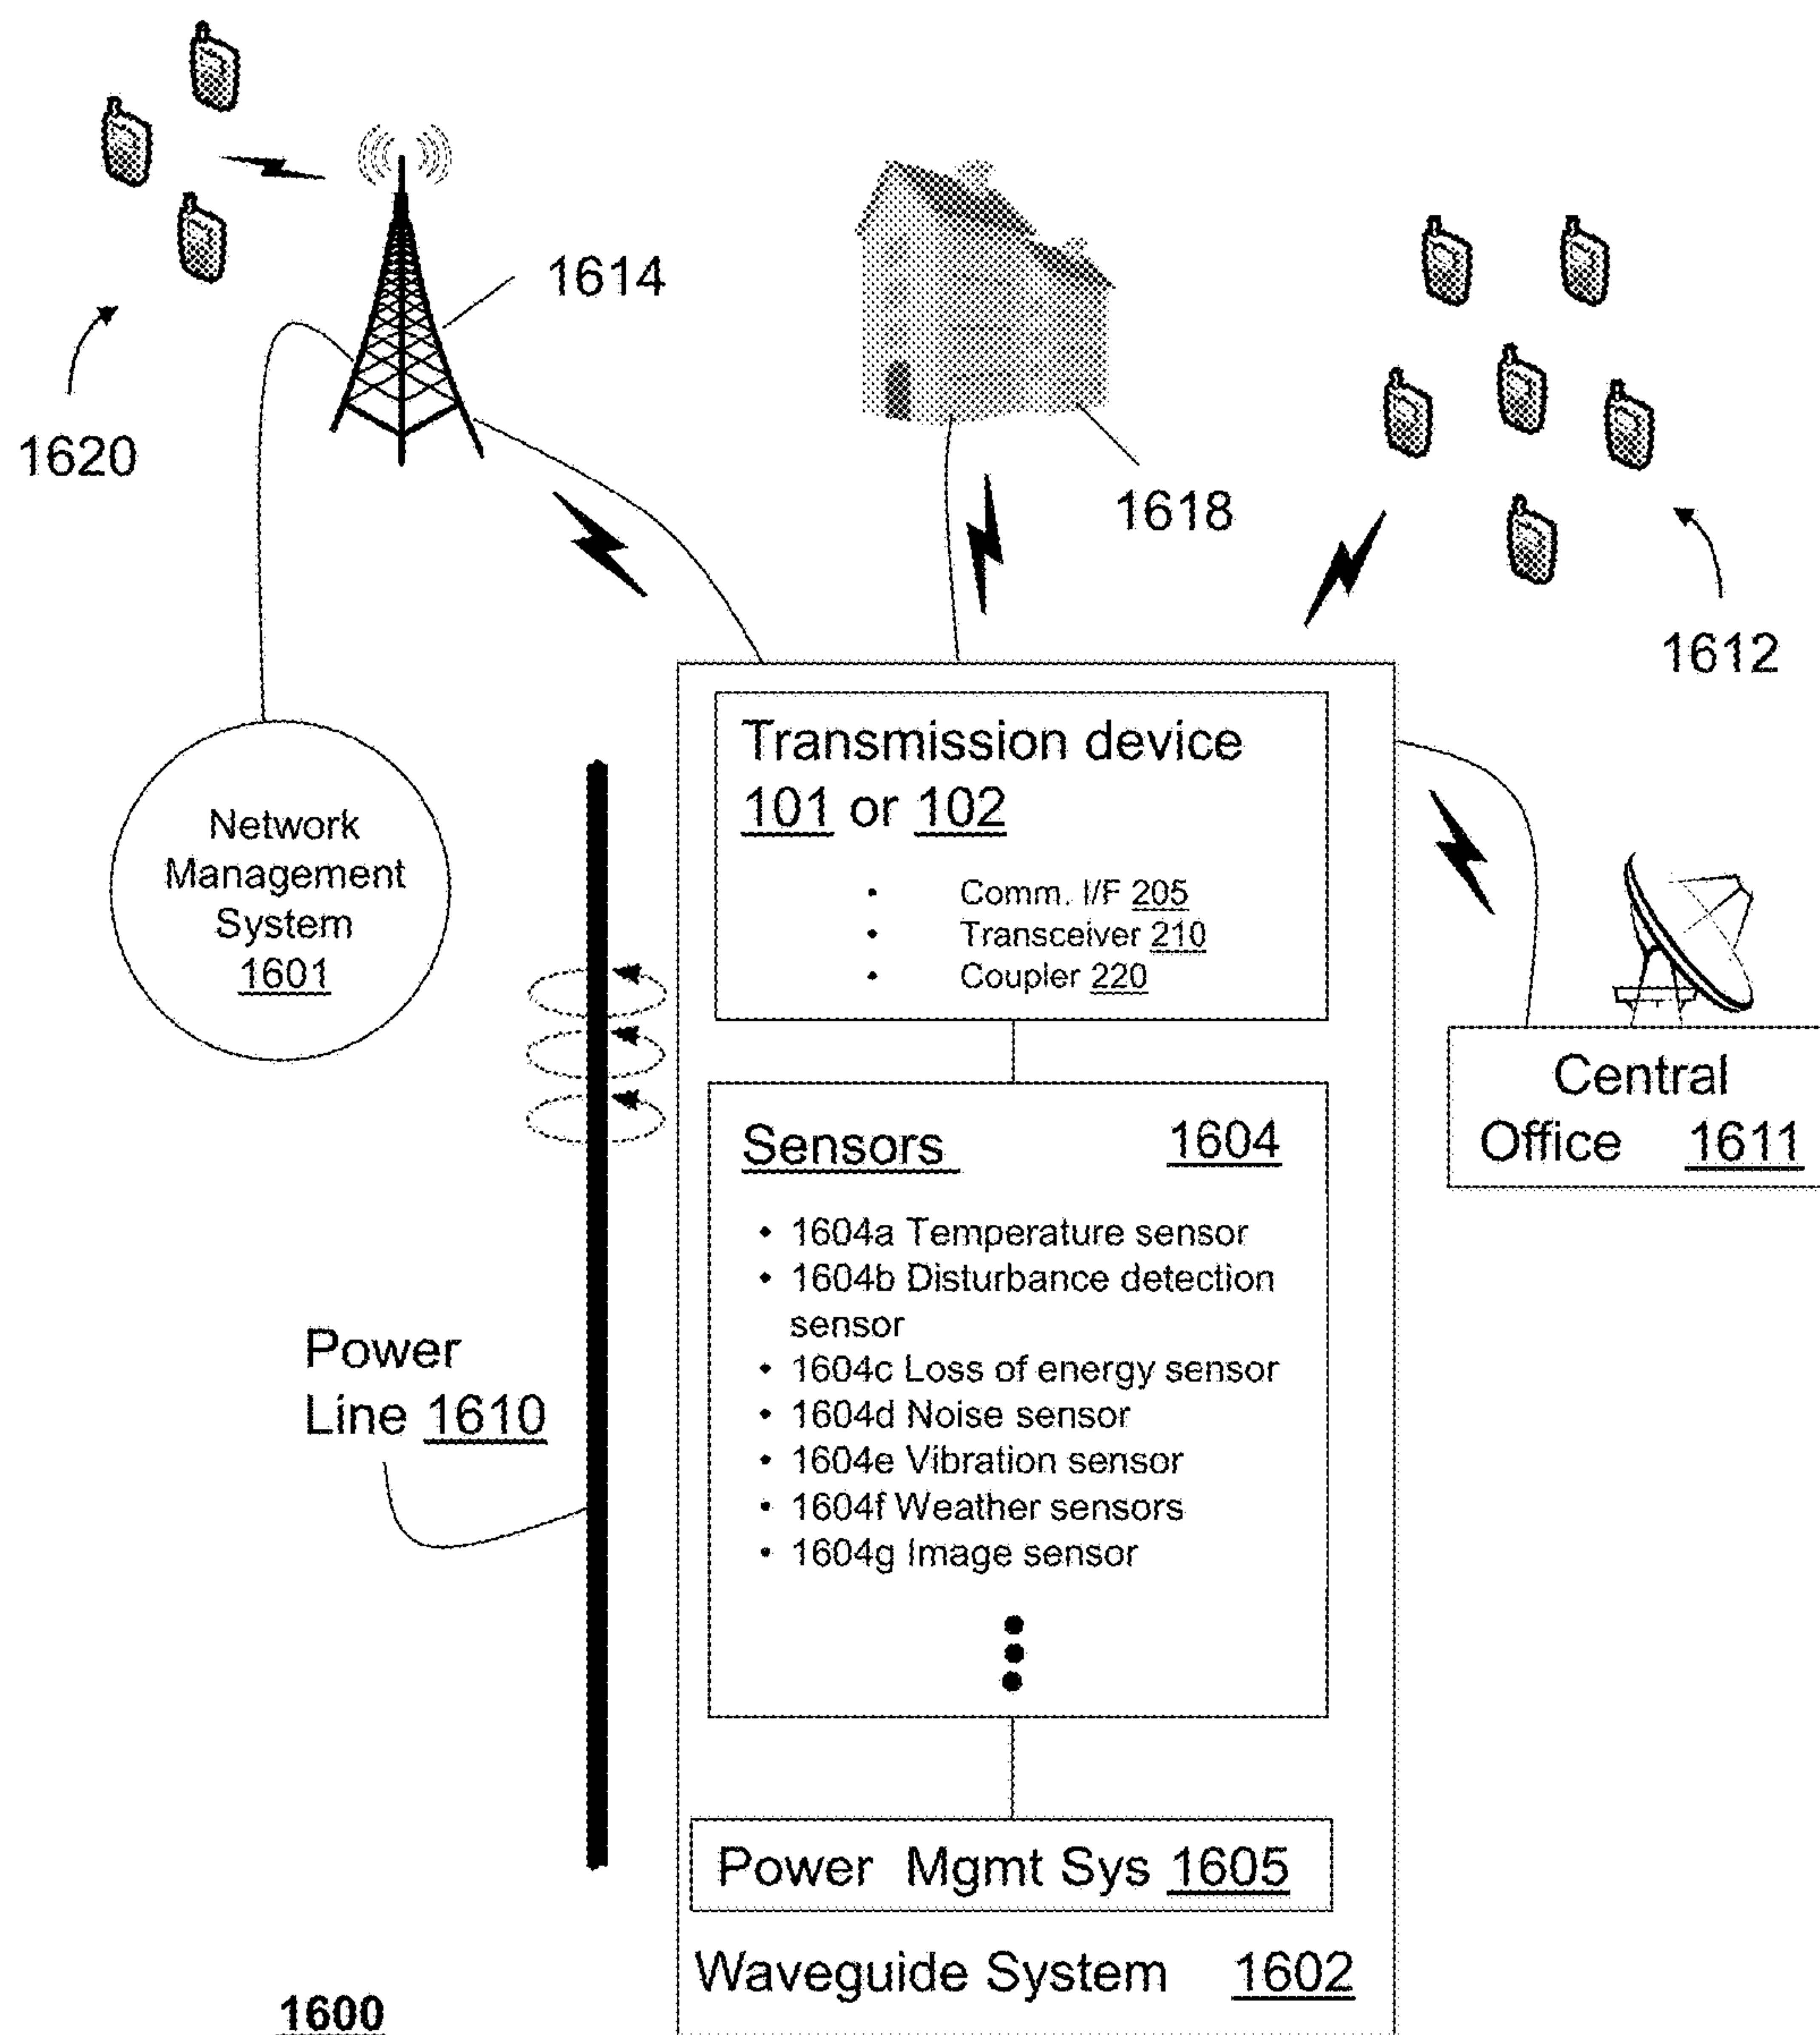 1614
1620
1618
1612
Network
Management
System
1601
Transmission device
101 or 102
• Comm. I/F 205
• Transceiver 210
• Coupler 220
Central
Office 1611
Sensors 1604
• 1604a Temperature sensor
• 1604b Disturbance detection
sensor
• 1604c Loss of energy sensor
• 1604d Noise sensor
• 1604e Vibration sensor
• 1604f Weather sensors
• 1604g Image sensor
Power
Line 1610
Power Mgmt Sys 1605
Waveguide System 1602
1600